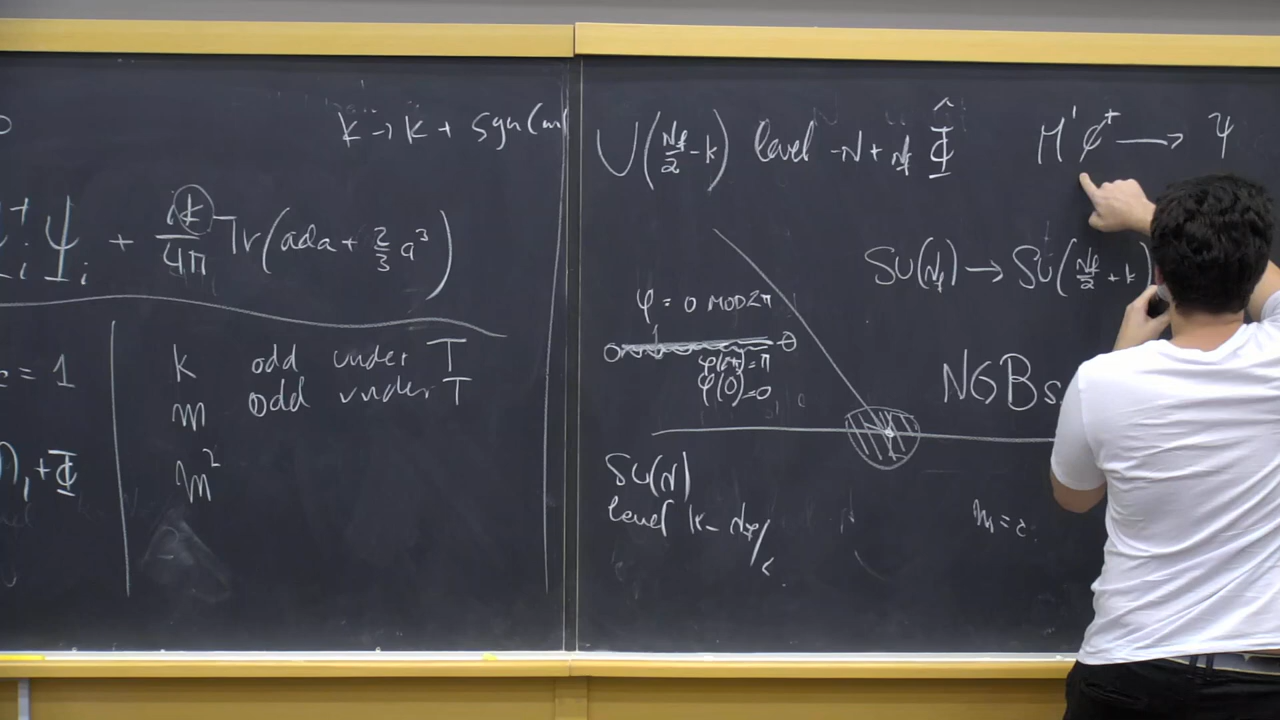 k → k + sgn(m
Ψ_i + ik/4π Tr(ada + 2/3 a³)
= 1
k odd under T
m odd under T
m²
+Φ
U(N_f/2 - k) level -N + N_f Φ̂
M'φ⁺ → Ψ
SU(N_f) → SU(N_f/2 + k)
φ = 0 MOD 2π
φ(0)=0
NGBs
SU(N)
level k - N_f/2